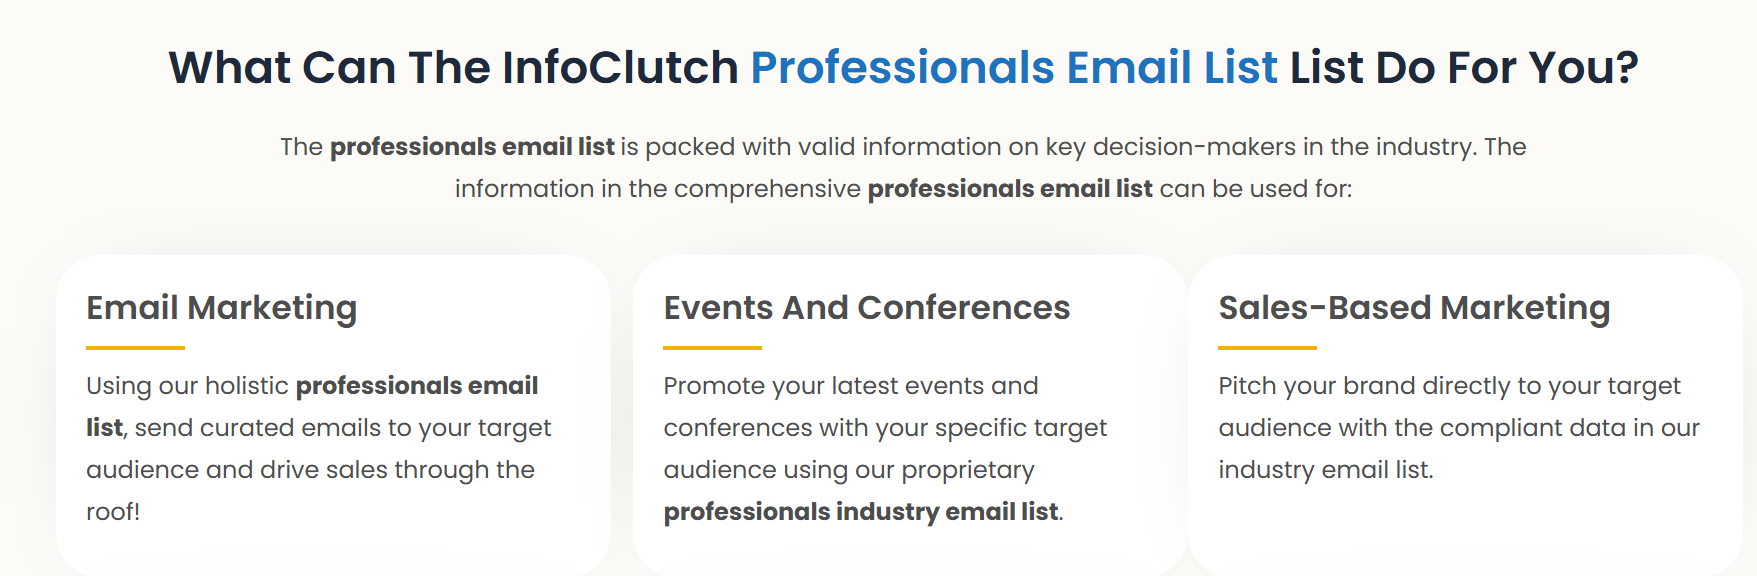 What Can The InfoClutch Professionals Email List List Do For You?
The professionals email list is packed with valid information on key decision-makers in the industry. The
information in the comprehensive professionals email list can be used for:
Email Marketing
Using our holistic professionals email
list, send curated emails to your target
audience and drive sales through the
roof!
Events And Conferences
Promote your latest events and
conferences with your specific target
audience using our proprietary
professionals industry email list.
Sales-Based Marketing
Pitch your brand directly to your target
audience with the compliant data in our
industry email list.